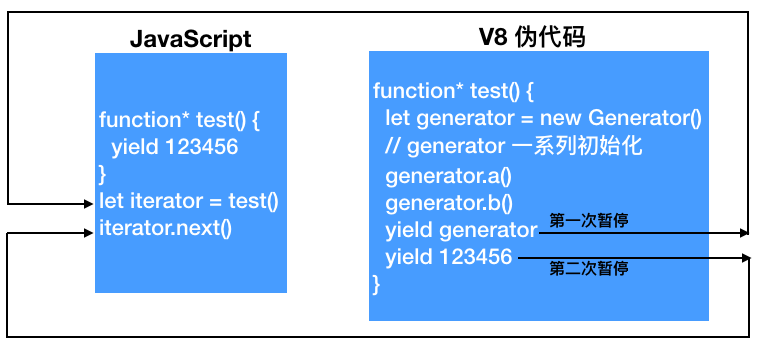 JavaScript
function* test() {
yield 123456
}
let iterator = test()
iterator.next()
V8 伪代码
function* test() {
let generator = new Generator()
// generator 一系列初始化
generator.a()
generator.b()
yield generator
第一次暂停
yield 123456
第二次暂停
}